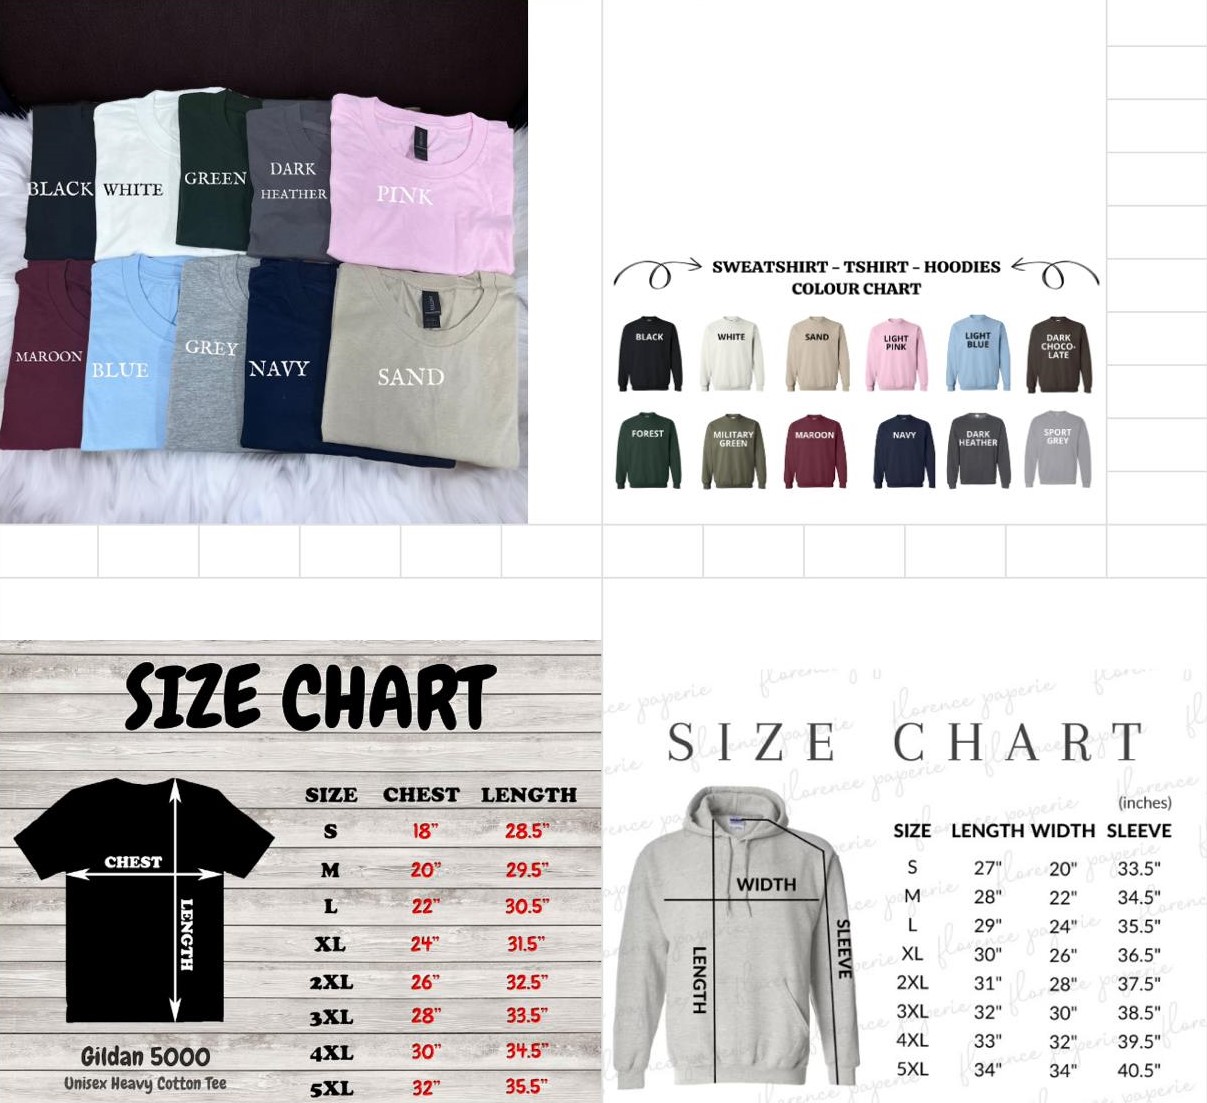 BLACK
WHITE
GREEN
DARK
HEATHER
PINK
MAROON
BLUE
GREY
NAVY
SAND
SWEATSHIRT - TSHIRT - HOODIES
COLOUR CHART
BLACK
WHITE
SAND
LIGHT
PINK
LIGHT
BLUE
DARK
CHOCO-
LATE
FOREST
MILITARY
GREEN
MAROON
NAVY
DARK
HEATHER
SPORT
GREY
SIZE CHART
CHEST
LENGTH
Gildan 5000
Unisex Heavy Cotton Tee
SIZE CHEST LENGTH
S 18” 28.5”
M 20” 29.5”
L 22” 30.5”
XL 24” 31.5”
2XL 26” 32.5”
3XL 28” 33.5”
4XL 30” 34.5”
5XL 32” 35.5”
florence paperie
SIZE CHART
WIDTH
LENGTH
SLEEVE
(inches)
SIZE LENGTH WIDTH SLEEVE
S 27" 20" 33.5"
M 28" 22" 34.5"
L 29" 24" 35.5"
XL 30" 26" 36.5"
2XL 31" 28" 37.5"
3XL 32" 30" 38.5"
4XL 33" 32" 39.5"
5XL 34" 34" 40.5"